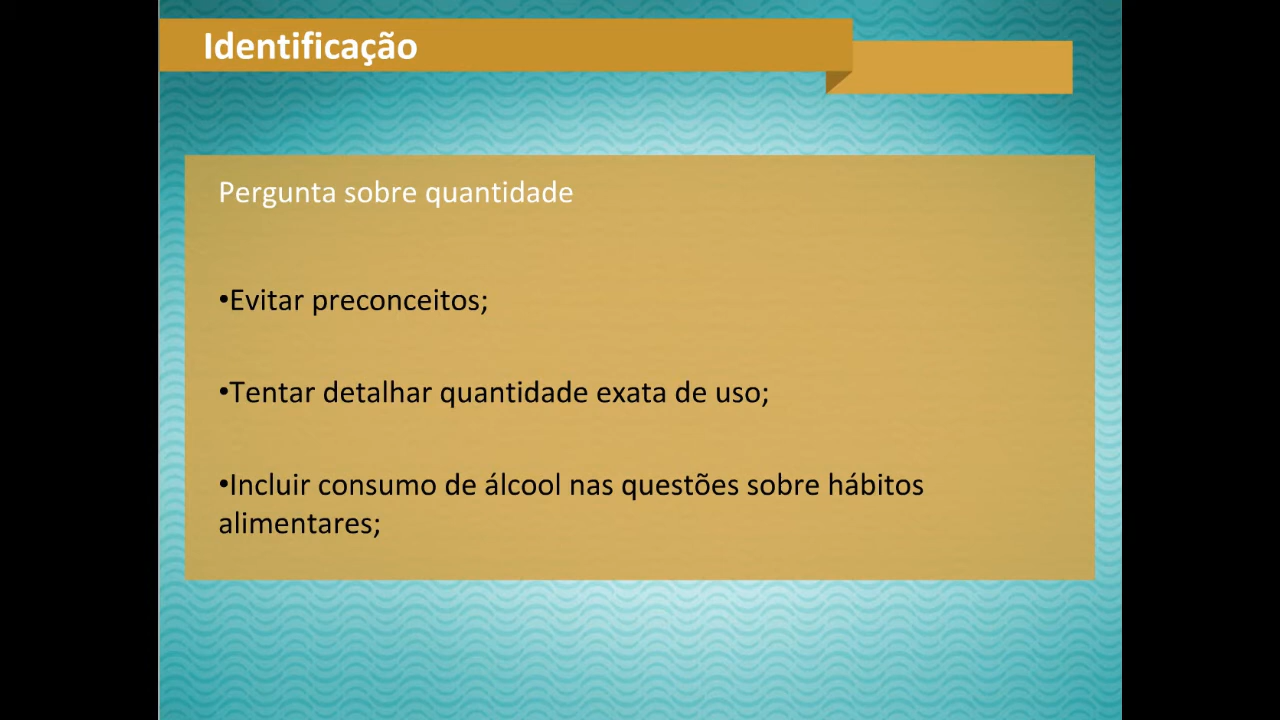 Identificação
Pergunta sobre quantidade
•Evitar preconceitos;
•Tentar detalhar quantidade exata de uso;
•Incluir consumo de álcool nas questões sobre hábitos
alimentares;